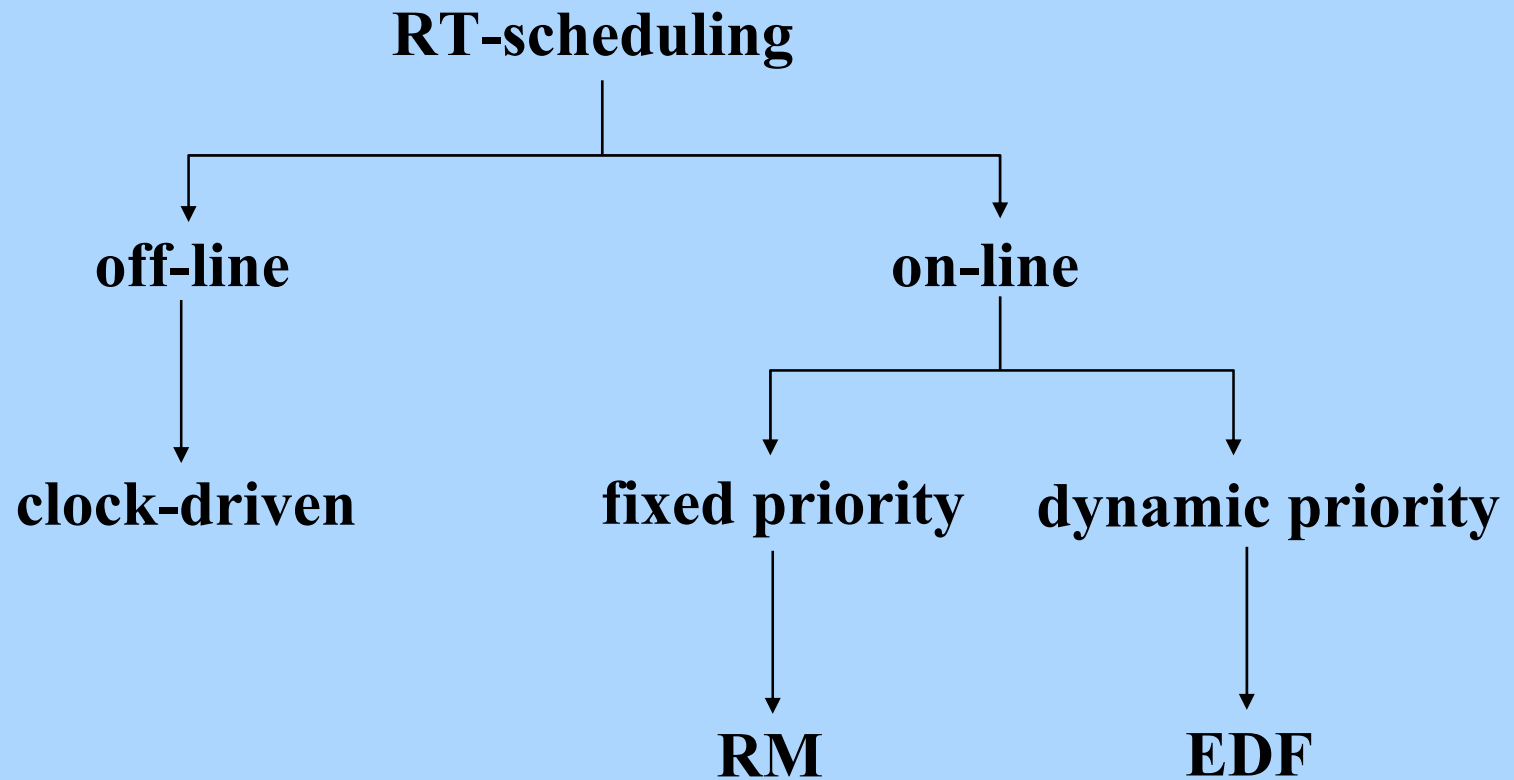 RT-scheduling
off-line
on-line
clock-driven
fixed priority
dynamic priority
RM
EDF